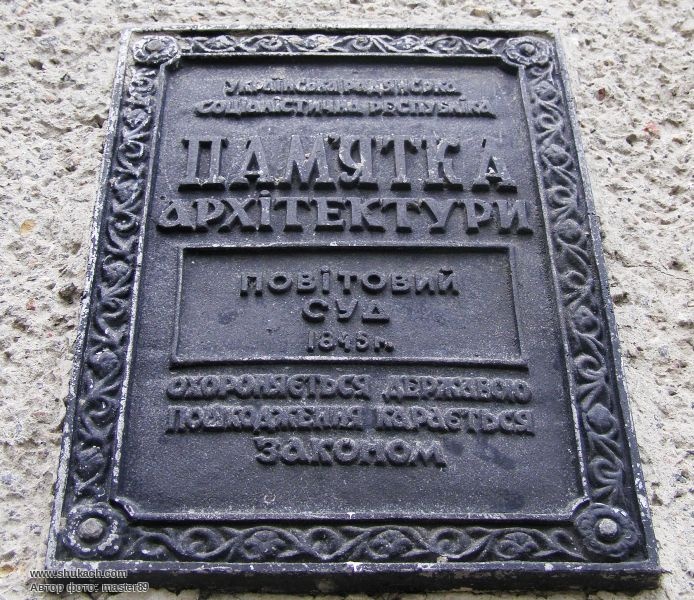 Українська радянська
соціалістична республіка
ПАМ'ЯТКА
АРХІТЕКТУРИ
ПОВІТОВИЙ
СУД
1845 г.
ОХОРОНЯЄТЬСЯ ДЕРЖАВОЮ
ПОШКОДЖЕННЯ КАРАЄТЬСЯ
ЗАКОНОМ
www.shukach.com
Автор фото: master89